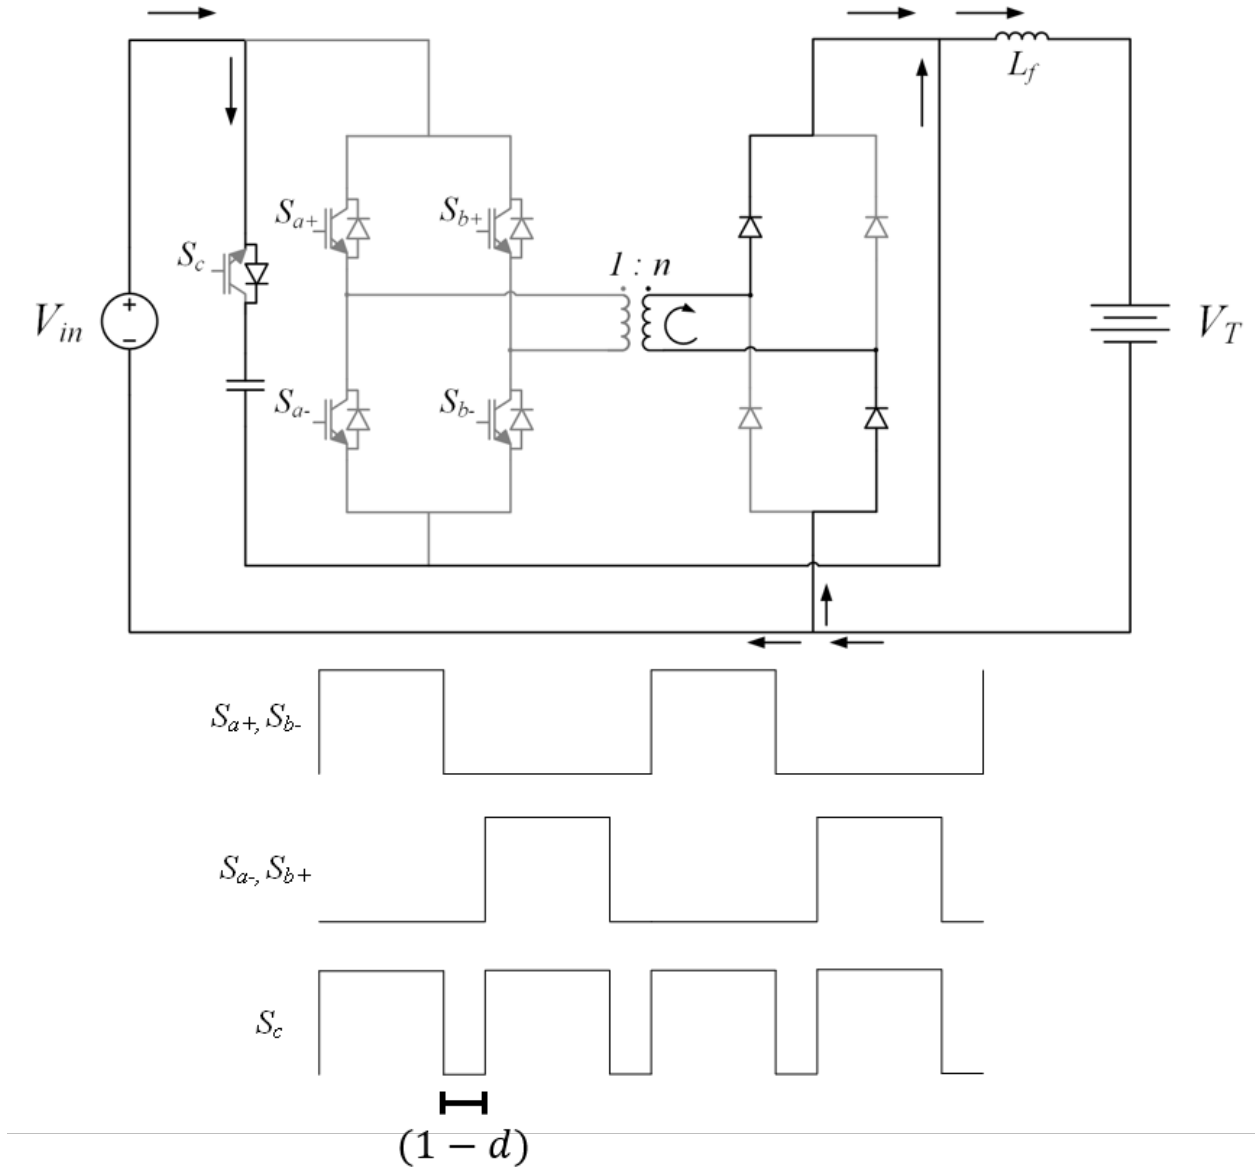 L_f
S_{a+}
S_{b+}
S_c
1 : n
V_{in}
+
−
V_T
S_{a-}
S_{b-}
S_{a+}, S_{b-}
S_{a-}, S_{b+}
S_c
(1 − d)